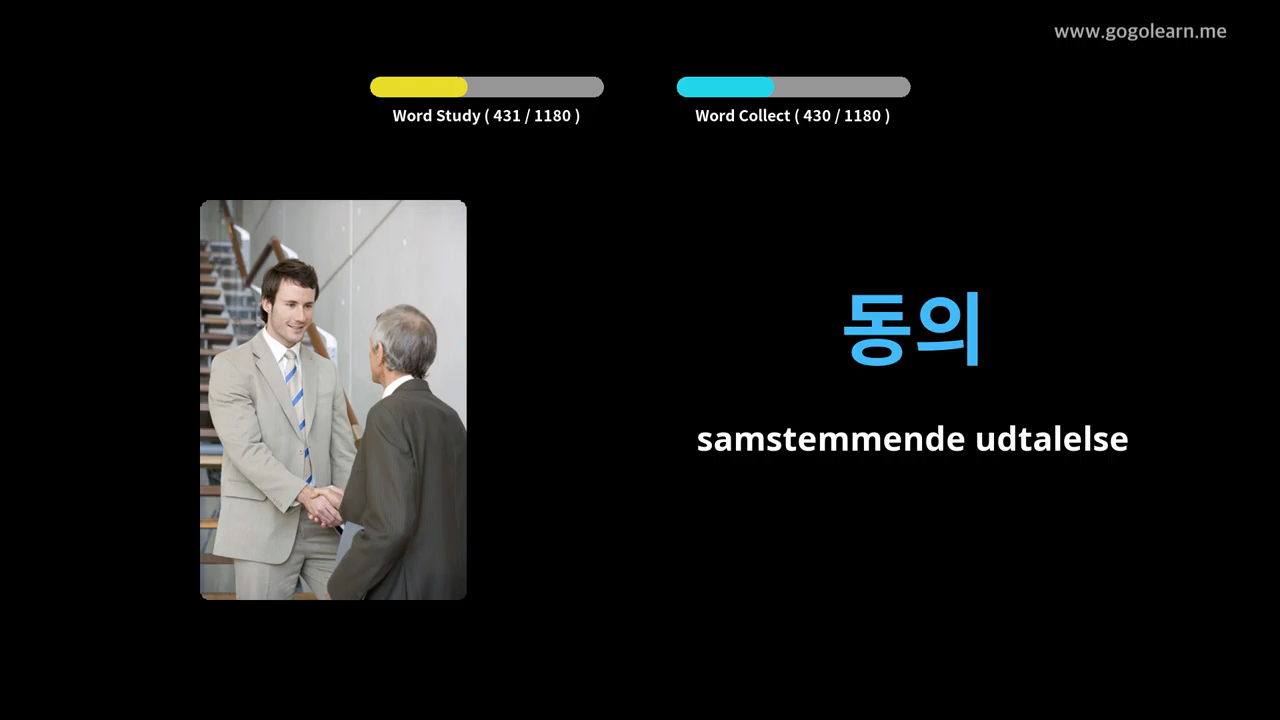 www.gogolearn.me
Word Study ( 431 / 1180 )
Word Collect ( 430 / 1180 )
동의
samstemmende udtalelse